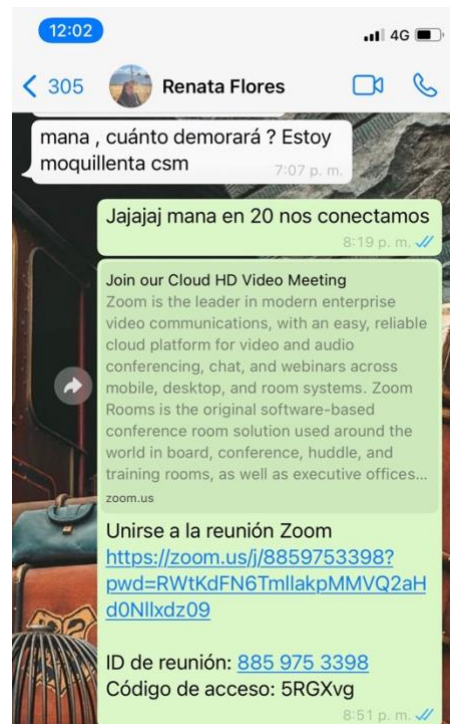 12:02
4G
305
Renata Flores
mana , cuánto demorará ? Estoy
moquillenta csm
7:07 p. m.
Jajajaj mana en 20 nos conectamos
8:19 p. m.
Join our Cloud HD Video Meeting
Zoom is the leader in modern enterprise
video communications, with an easy, reliable
cloud platform for video and audio
conferencing, chat, and webinars across
mobile, desktop, and room systems. Zoom
Rooms is the original software-based
conference room solution used around the
world in board, conference, huddle, and
training rooms, as well as executive offices...
zoom.us
Unirse a la reunión Zoom
https://zoom.us/j/8859753398?
pwd=RWtKdFN6TmllakpMMVQ2aH
d0Nllxdz09
ID de reunión: 885 975 3398
Código de acceso: 5RGXvg
8:51 p. m.